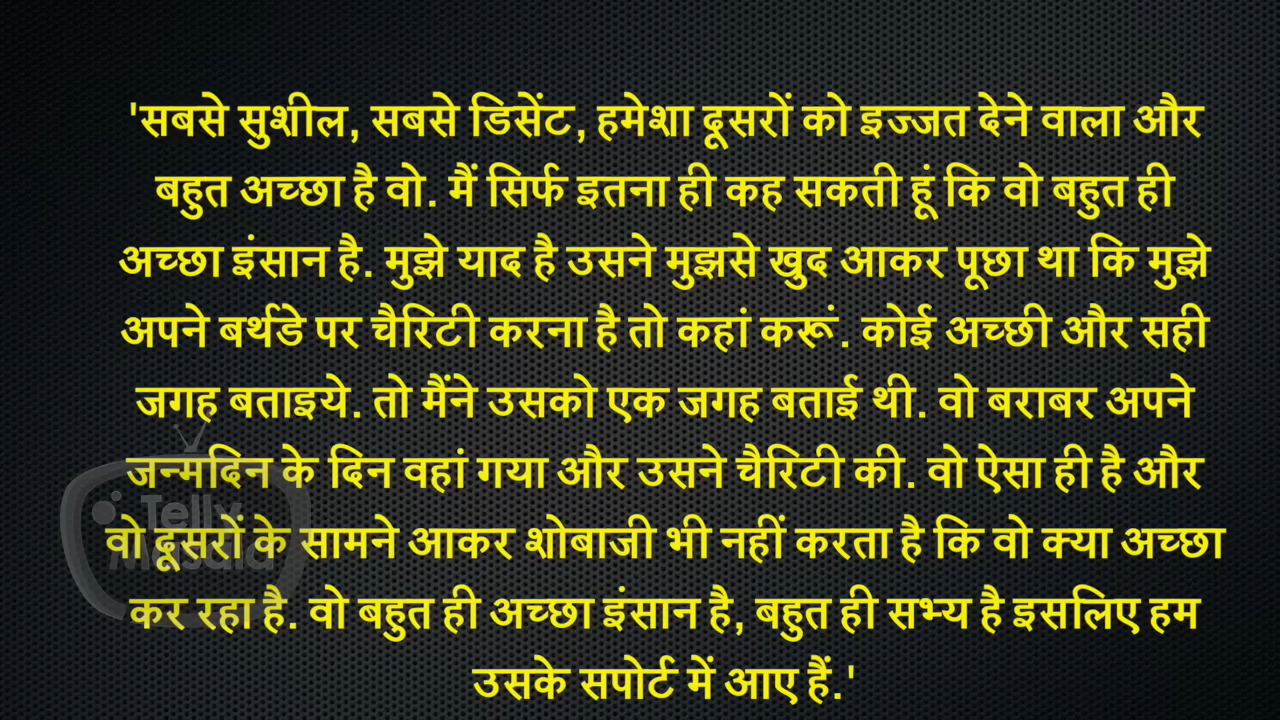 'सबसे सुशील, सबसे डिसेंट, हमेशा दूसरों को इज्जत देने वाला और
बहुत अच्छा है वो. मैं सिर्फ इतना ही कह सकती हूं कि वो बहुत ही
अच्छा इंसान है. मुझे याद है उसने मुझसे खुद आकर पूछा था कि मुझे
अपने बर्थडे पर चैरिटी करना है तो कहां करूं. कोई अच्छी और सही
जगह बताइये. तो मैंने उसको एक जगह बताई थी. वो बराबर अपने
जन्मदिन के दिन वहां गया और उसने चैरिटी की. वो ऐसा ही है और
Telly
वो दूसरों के सामने आकर शोबाजी भी नहीं करता है कि वो क्या अच्छा
Masala
कर रहा है. वो बहुत ही अच्छा इंसान है, बहुत ही सभ्य है इसलिए हम
उसके सपोर्ट में आए हैं.'